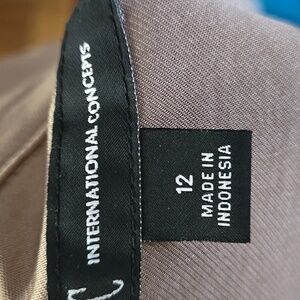 INTERNATIONAL CONCEPTS
12
MADE IN
INDONESIA